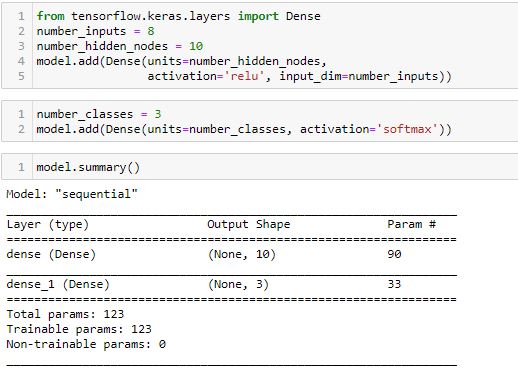 1 from tensorflow.keras.layers import Dense
2 number_inputs = 8
3 number_hidden_nodes = 10
4 model.add(Dense(units=number_hidden_nodes,
5                activation='relu', input_dim=number_inputs))
1 number_classes = 3
2 model.add(Dense(units=number_classes, activation='softmax'))
1 model.summary()
Model: "sequential"
Layer (type)                 Output Shape              Param #
dense (Dense)                (None, 10)                90
dense_1 (Dense)              (None, 3)                 33
Total params: 123
Trainable params: 123
Non-trainable params: 0